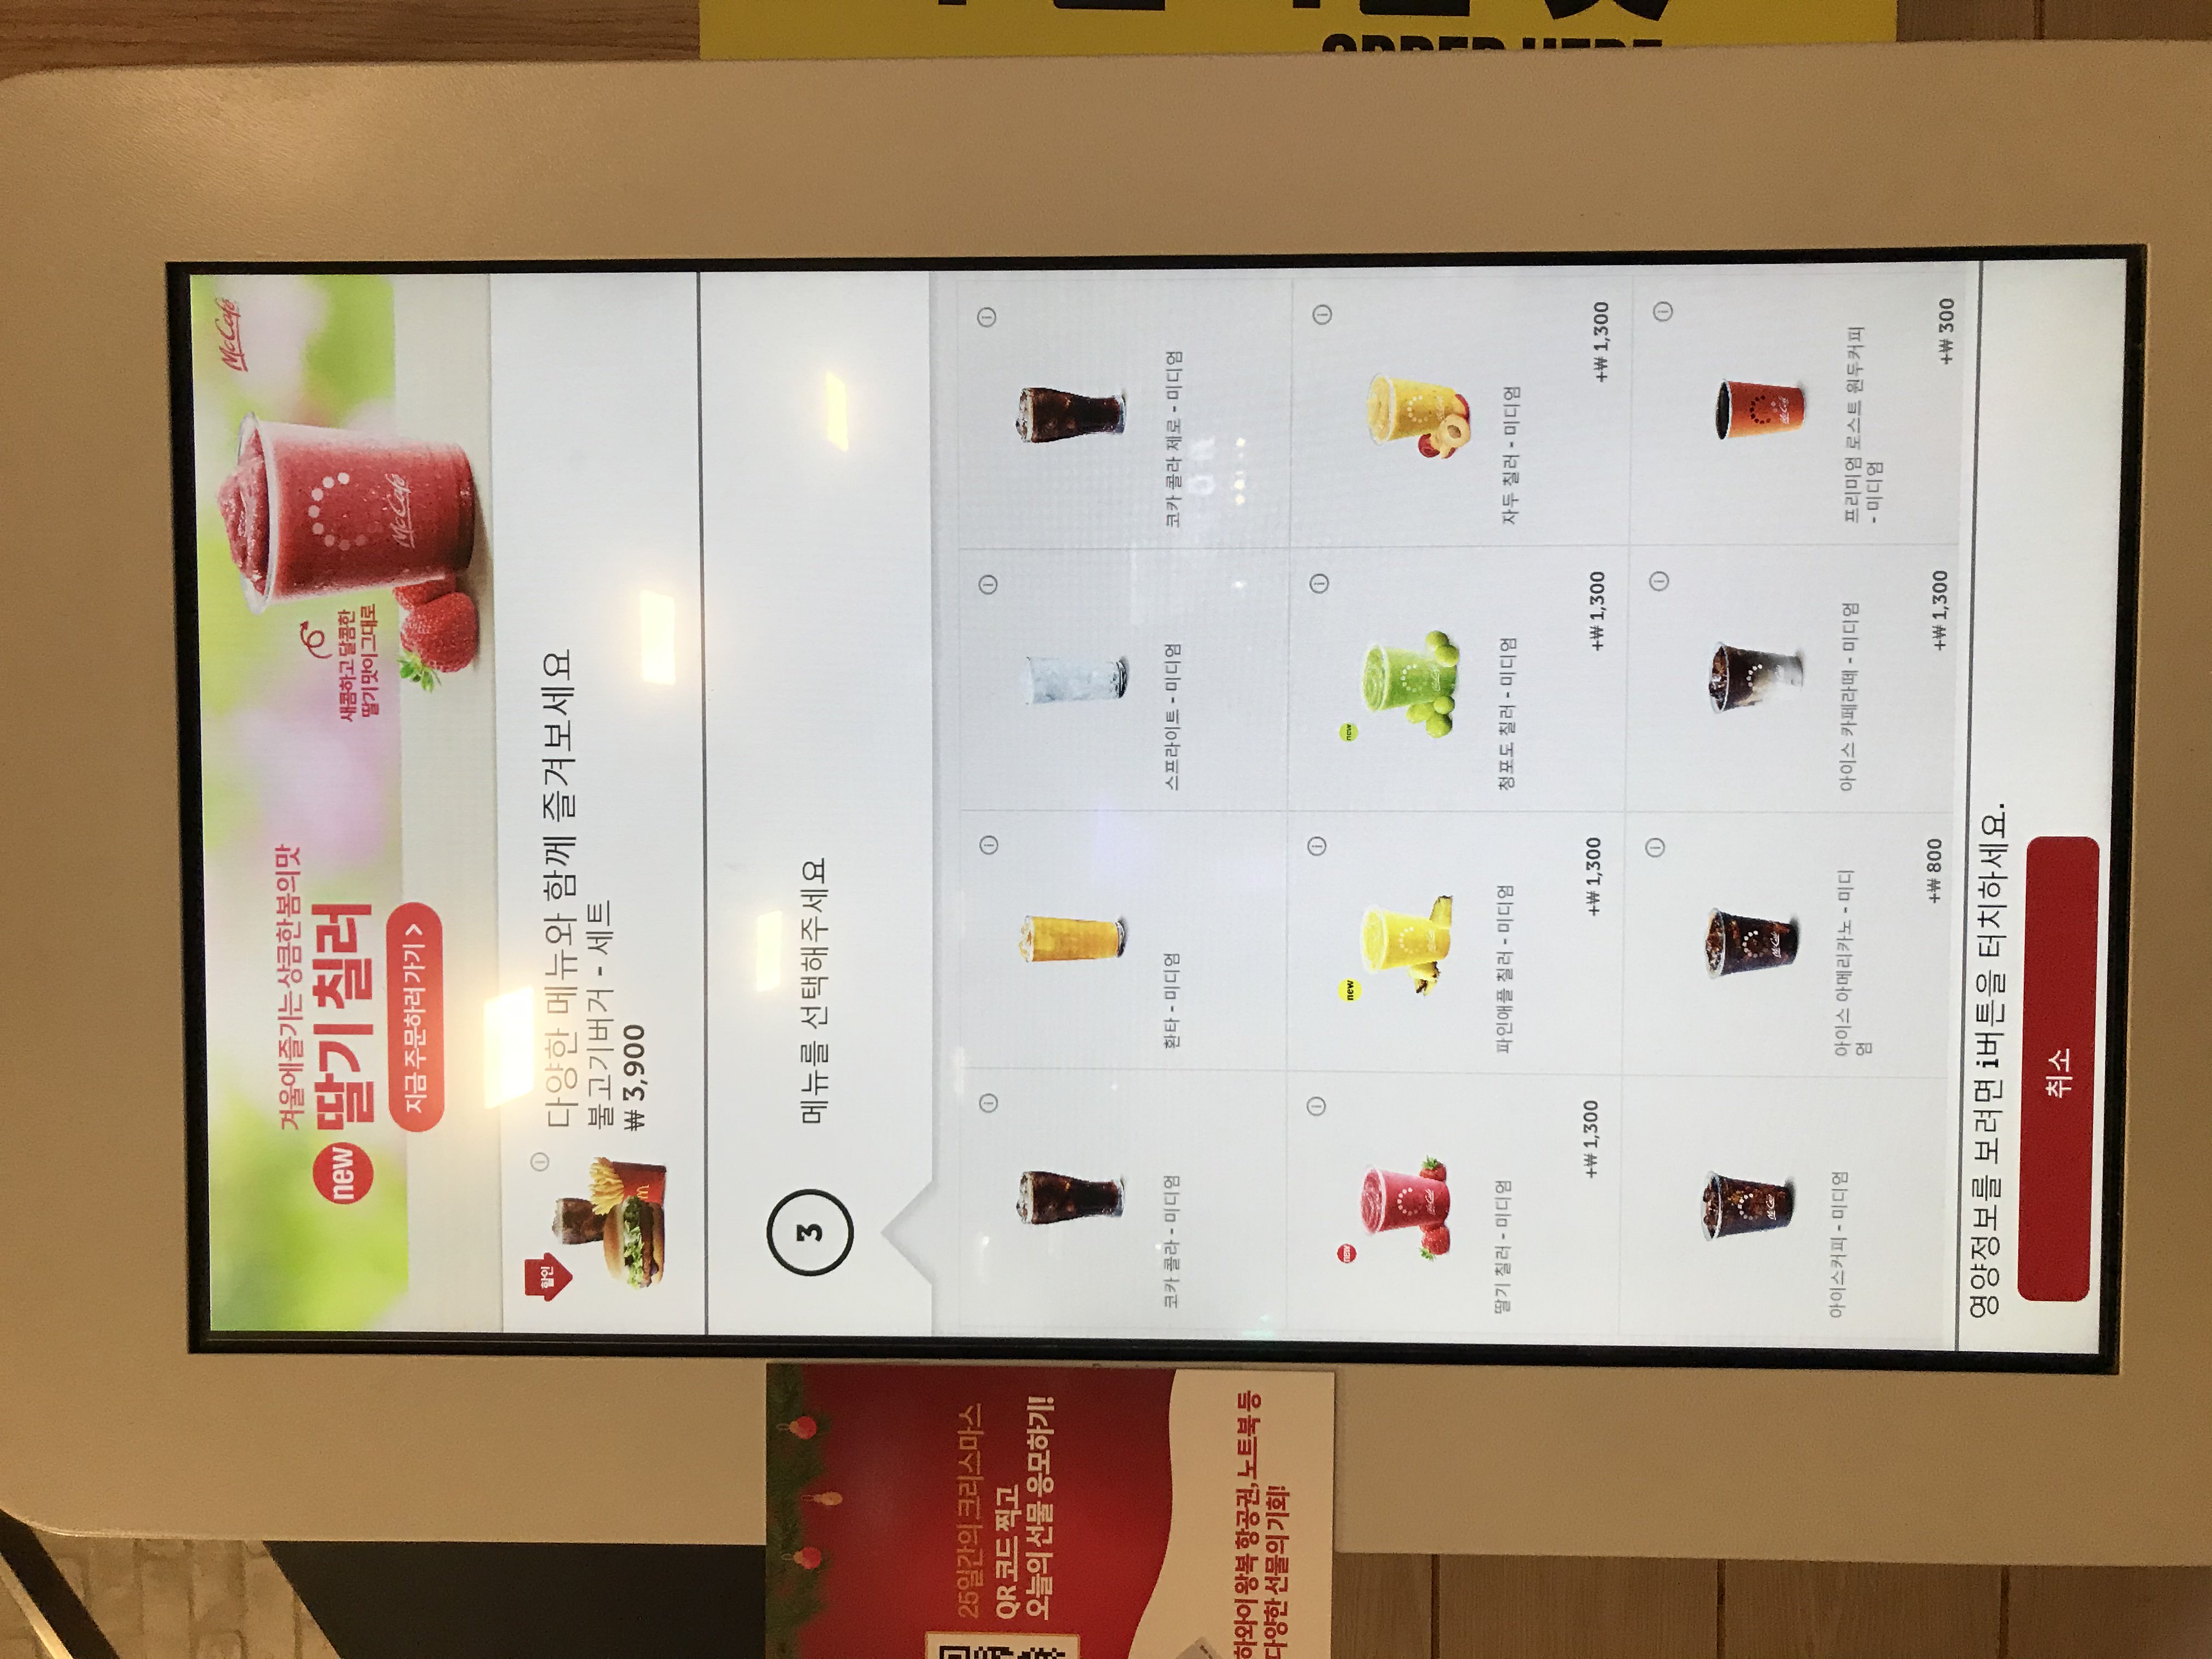 McCafé
겨울에 즐기는 상큼한 봄의 맛
new 딸기 칠러
지금 주문하러 가기 >
새콤하고 달콤한
딸기 맛이 그대로
McCafé
할인
다양한 메뉴와 함께 즐겨보세요
불고기버거 - 세트
₩ 3,900
3
메뉴를 선택해주세요
코카 콜라 - 미디엄
환타 - 미디엄
스프라이트 - 미디엄
코카 콜라 제로 - 미디엄
new
new
new
딸기 칠러 - 미디엄
파인애플 칠러 - 미디엄
청포도 칠러 - 미디엄
자두 칠러 - 미디엄
+₩ 1,300
+₩ 1,300
+₩ 1,300
+₩ 1,300
아이스커피 - 미디엄
아이스 아메리카노 - 미디
엄
아이스 카페라떼 - 미디엄
프리미엄 로스트 원두커피
- 미디엄
+₩ 800
+₩ 1,300
+₩ 300
영양정보를 보려면 i버튼을 터치하세요.
취소
25일간의 크리스마스
QR 코드 찍고
오늘의 선물 응모하기!
하와이 왕복 항공권, 노트북 등
다양한 선물의 기회!